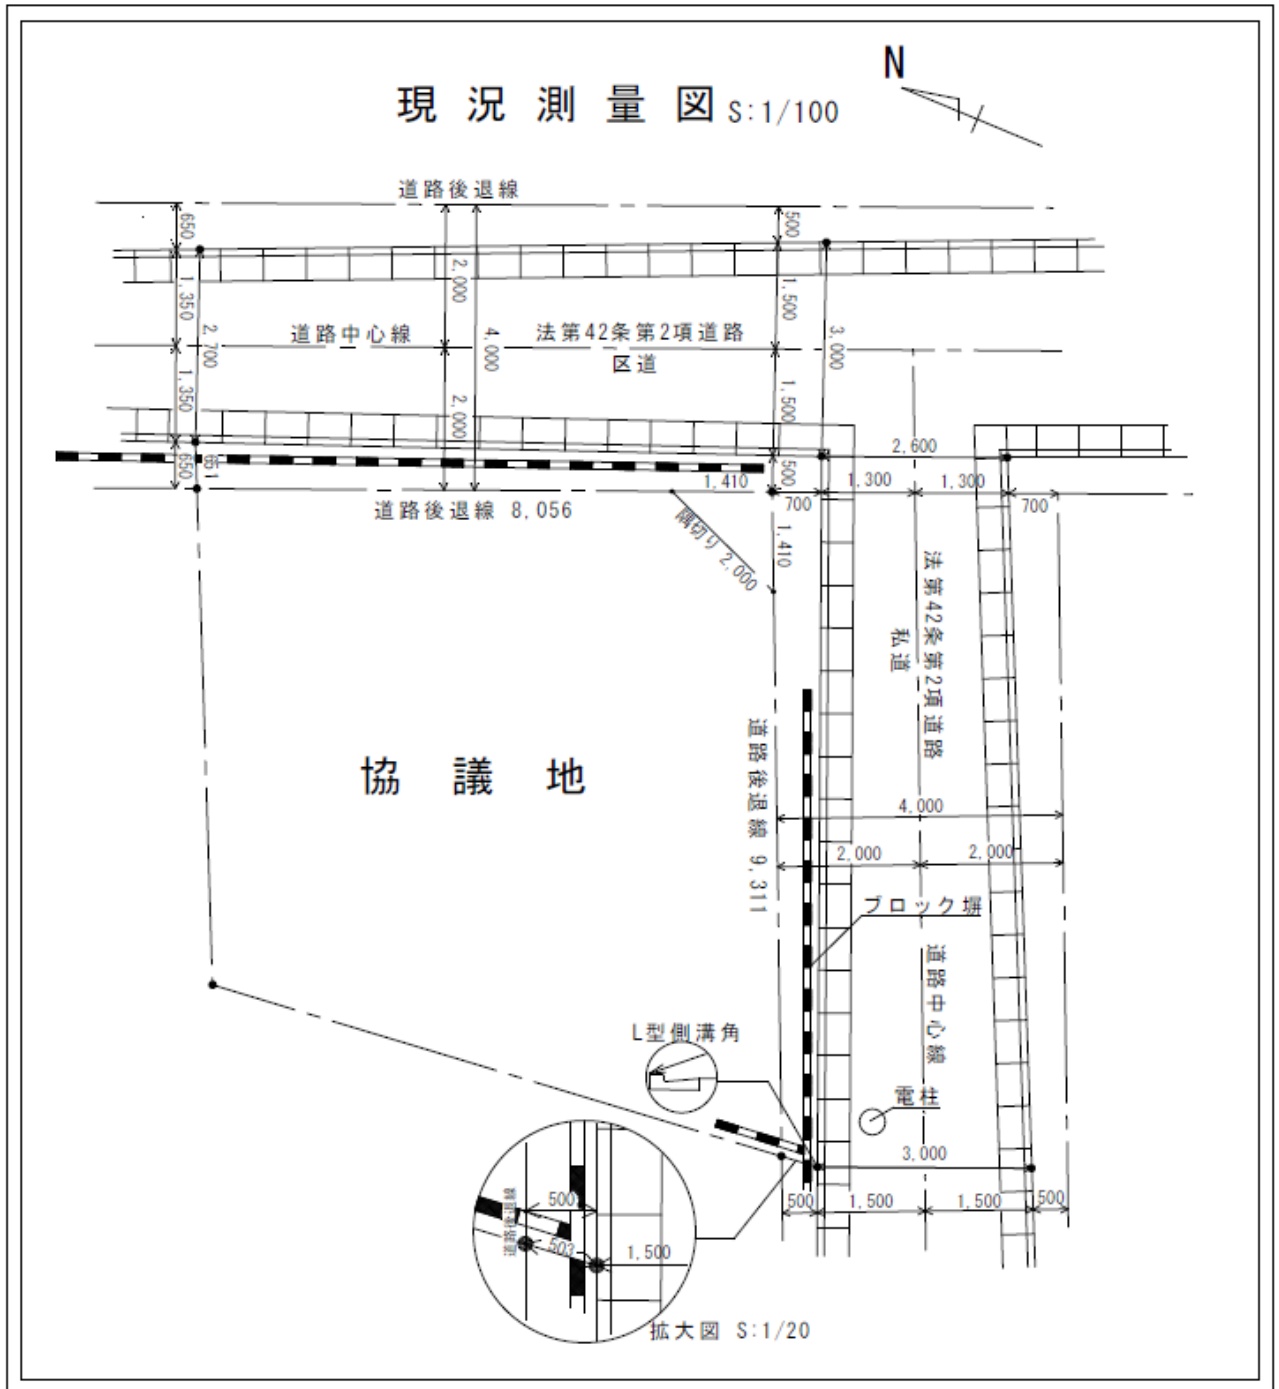 N
現況測量図 S:1/100
道路後退線
650
500
1,350
2,000
1,500
2,700
道路中心線
4,000
法第42条第2項道路
区道
3,000
1,350
2,000
1,500
2,600
650
651
500
1,410
1,300
1,300
700
700
道路後退線 8,056
隅切り 2,000
1,410
法第42条第2項道路
私道
協議地
道路後退線 9,311
4,000
2,000
2,000
ブロック塀
道路中心線
L型側溝角
電柱
3,000
500
1,500
1,500
500
道路後退線
500
503
1,500
拡大図 S:1/20